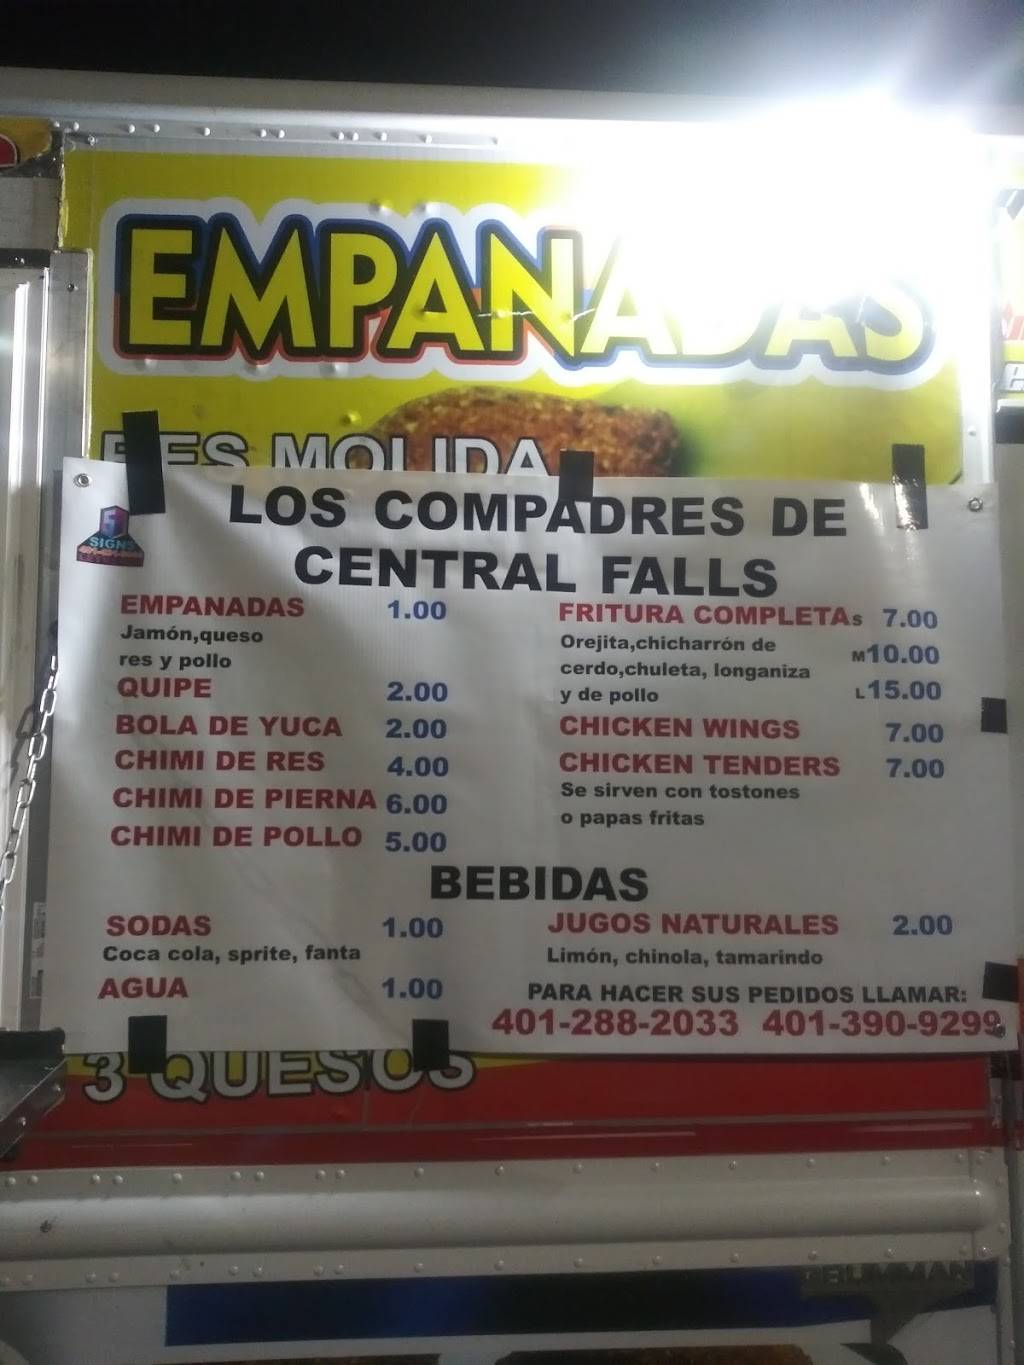 EMPANADAS
RES MOLIDA
SIGNS
LOS COMPADRES DE
CENTRAL FALLS
EMPANADAS 1.00
Jamón,queso
res y pollo
QUIPE 2.00
BOLA DE YUCA 2.00
CHIMI DE RES 4.00
CHIMI DE PIERNA 6.00
CHIMI DE POLLO 5.00
FRITURA COMPLETA S 7.00
Orejita,chicharrón de M 10.00
cerdo,chuleta, longaniza
y de pollo L 15.00
CHICKEN WINGS 7.00
CHICKEN TENDERS 7.00
Se sirven con tostones
o papas fritas
BEBIDAS
SODAS 1.00
Coca cola, sprite, fanta
AGUA 1.00
JUGOS NATURALES 2.00
Limón, chinola, tamarindo
PARA HACER SUS PEDIDOS LLAMAR:
401-288-2033 401-390-9299
3 QUESOS
GRUMMAN